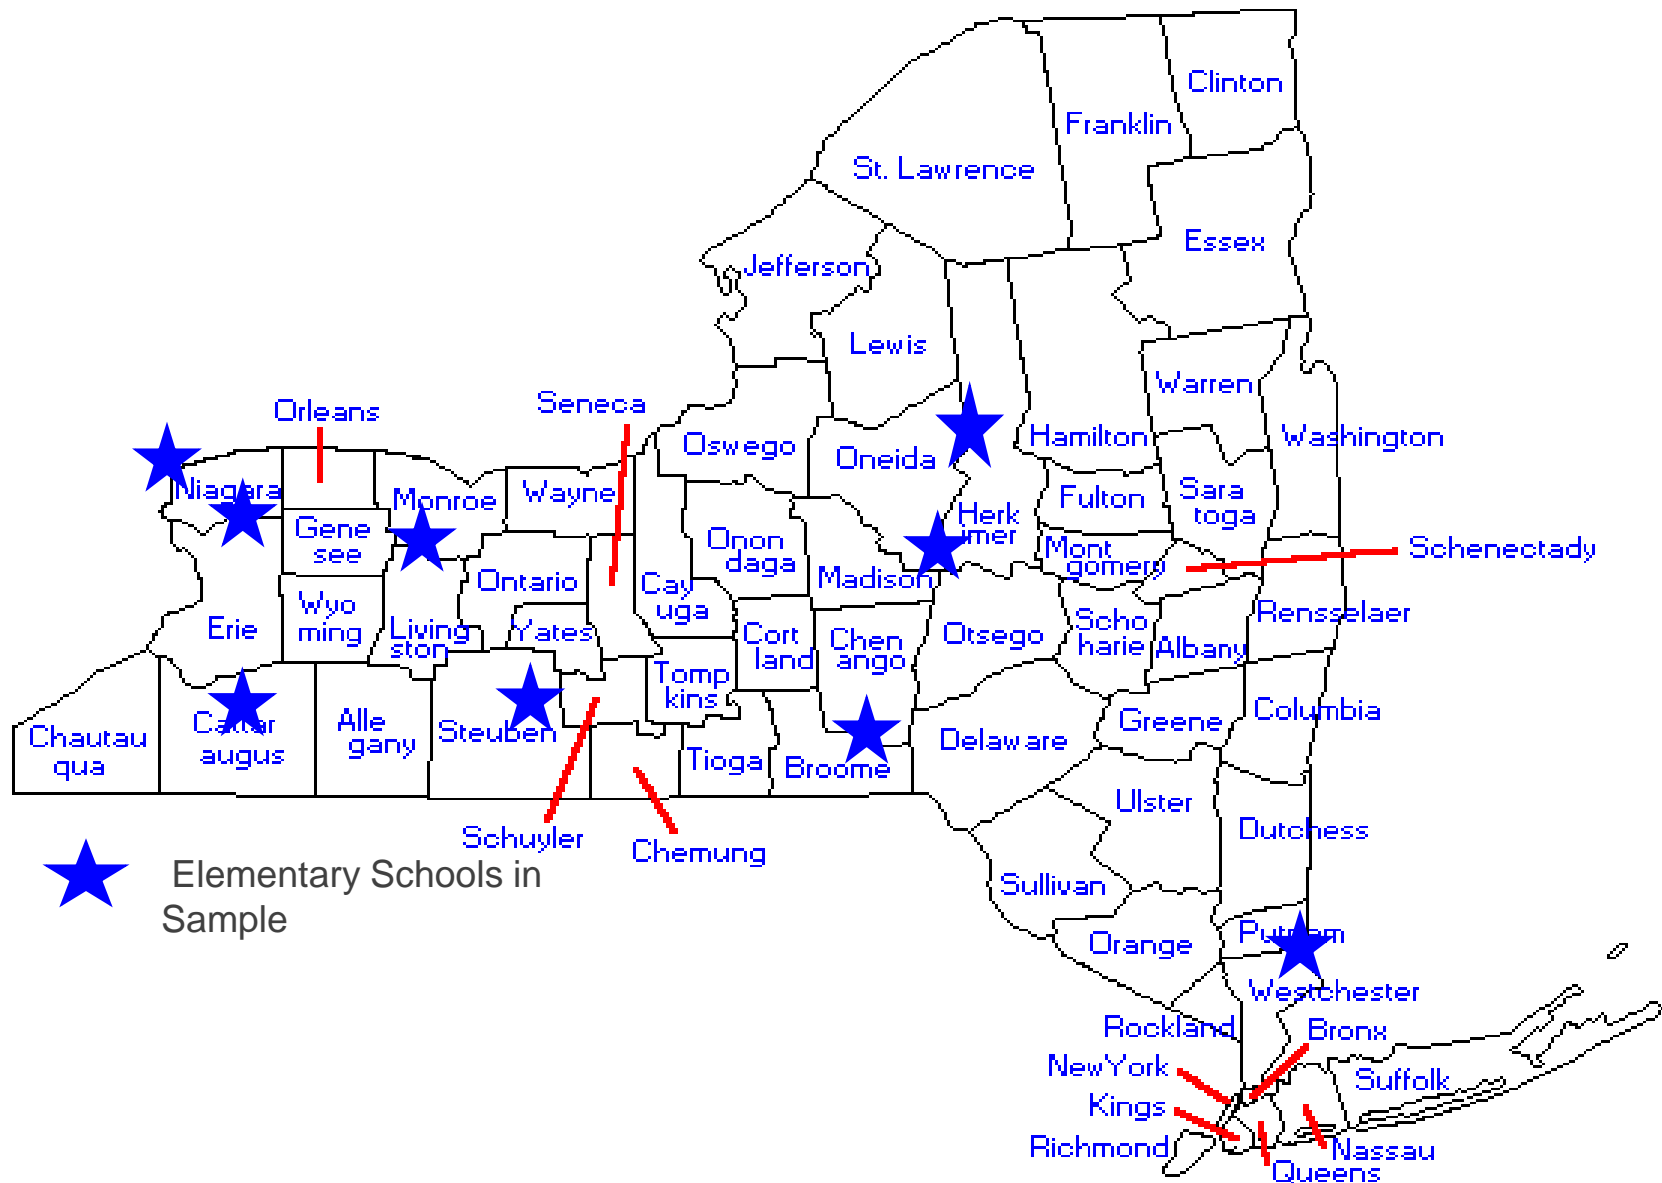 Clinton
Franklin
St. Lawrence
Essex
Jefferson
Lewis
Warren
Seneca
Orleans
Hamilton
Washington
Oswego
Oneida
Niagara
Monroe
Wayne
Fulton
Sara
toga
Gene
see
Herk
imer
Onon
daga
Mont
gomery
Schenectady
Ontario
Cay
uga
Madison
Wyo
ming
Rensselaer
Erie
Living
ston
Yates
Cort
land
Chen
ango
Otsego
Scho
harie
Albany
Tomp
kins
Cattar
augus
Alle
gany
Steuben
Greene
Columbia
Chautau
qua
Tioga
Broome
Delaware
Ulster
Schuyler
Chemung
Dutchess
Elementary Schools in
Sample
Sullivan
Orange
Putnam
Westchester
Rockland
Bronx
NewYork
Suffolk
Kings
Richmond
Nassau
Queens